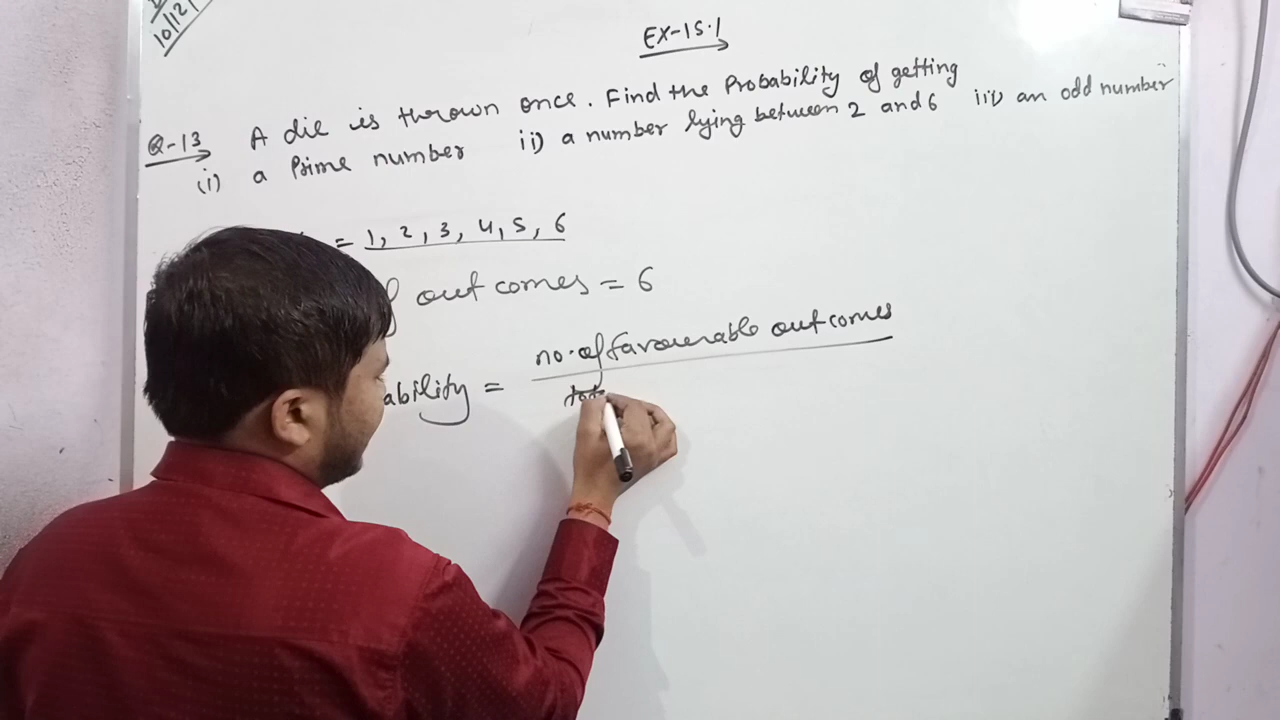 10/12/
EX-15.1
Q-13 A die is thrown once. Find the Probability of getting
(i) a Prime number ii) a number lying between 2 and 6 iii) an odd number
= 1, 2, 3, 4, 5, 6
out comes = 6
ability = no. of favourable out comes
tot